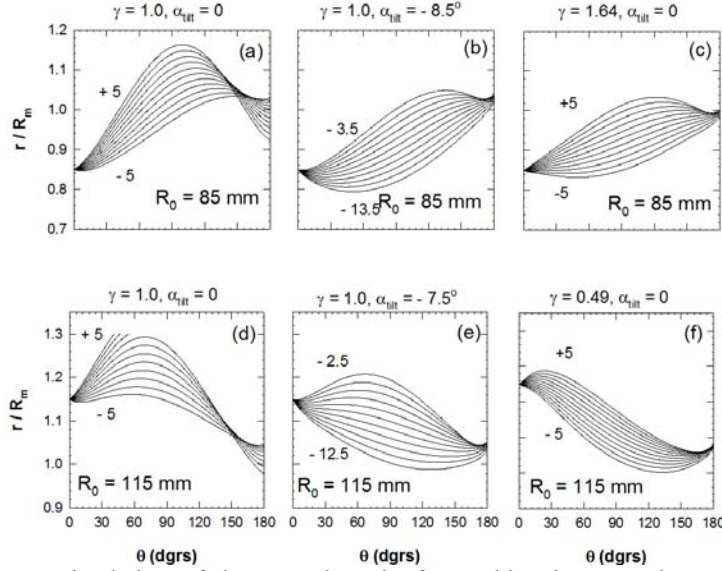 γ = 1.0, α_tilt = 0
γ = 1.0, α_tilt = - 8.5°
γ = 1.64, α_tilt = 0
1.2
1.1
1.0
0.9
0.8
0.7
r / R_m
(a)
+ 5
- 5
R_0 = 85 mm
(b)
- 3.5
- 13.5
R_0 = 85 mm
(c)
+5
-5
R_0 = 85 mm
γ = 1.0, α_tilt = 0
γ = 1.0, α_tilt = - 7.5°
γ = 0.49, α_tilt = 0
1.3
1.2
1.1
1.0
0.9
r / R_m
(d)
+ 5
- 5
R_0 = 115 mm
(e)
- 2.5
- 12.5
R_0 = 115 mm
(f)
+5
- 5
R_0 = 115 mm
0 30 60 90 120 150 180
0 30 60 90 120 150 180
0 30 60 90 120 150 180
θ (dgrs)
θ (dgrs)
θ (dgrs)